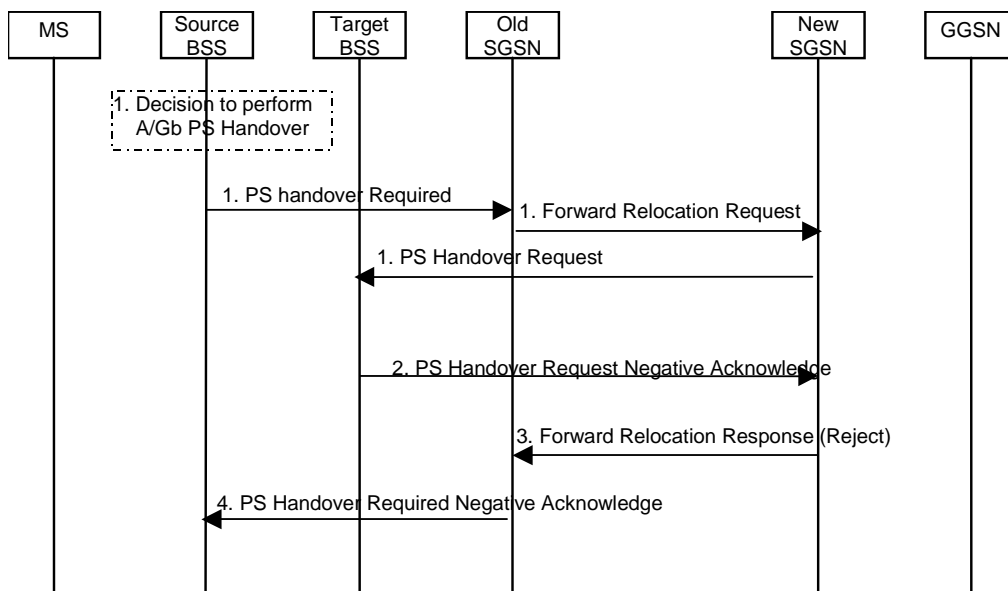 MS
Source
BSS
Target
BSS
Old
SGSN
New
SGSN
GGSN
1. Decision to perform
A/Gb PS Handover
1. PS handover Required
1. Forward Relocation Request
1. PS Handover Request
2. PS Handover Request Negative Acknowledge
3. Forward Relocation Response (Reject)
4. PS Handover Required Negative Acknowledge